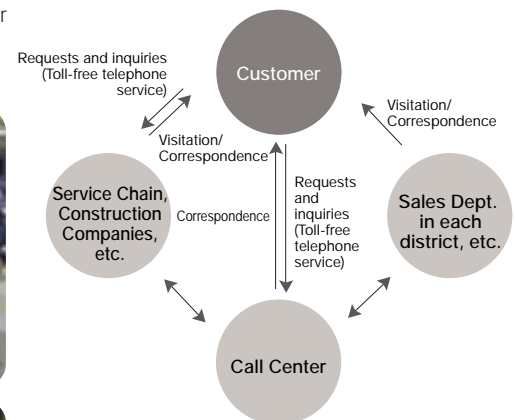 r
Requests and inquiries
(Toll-free telephone
service)
Customer
Visitation/
Correspondence
Visitation/
Correspondence
Service Chain,
Construction
Companies,
etc.
Correspondence
Requests
and
inquiries
(Toll-free
telephone
service)
Sales Dept.
in each
district, etc.
Call Center